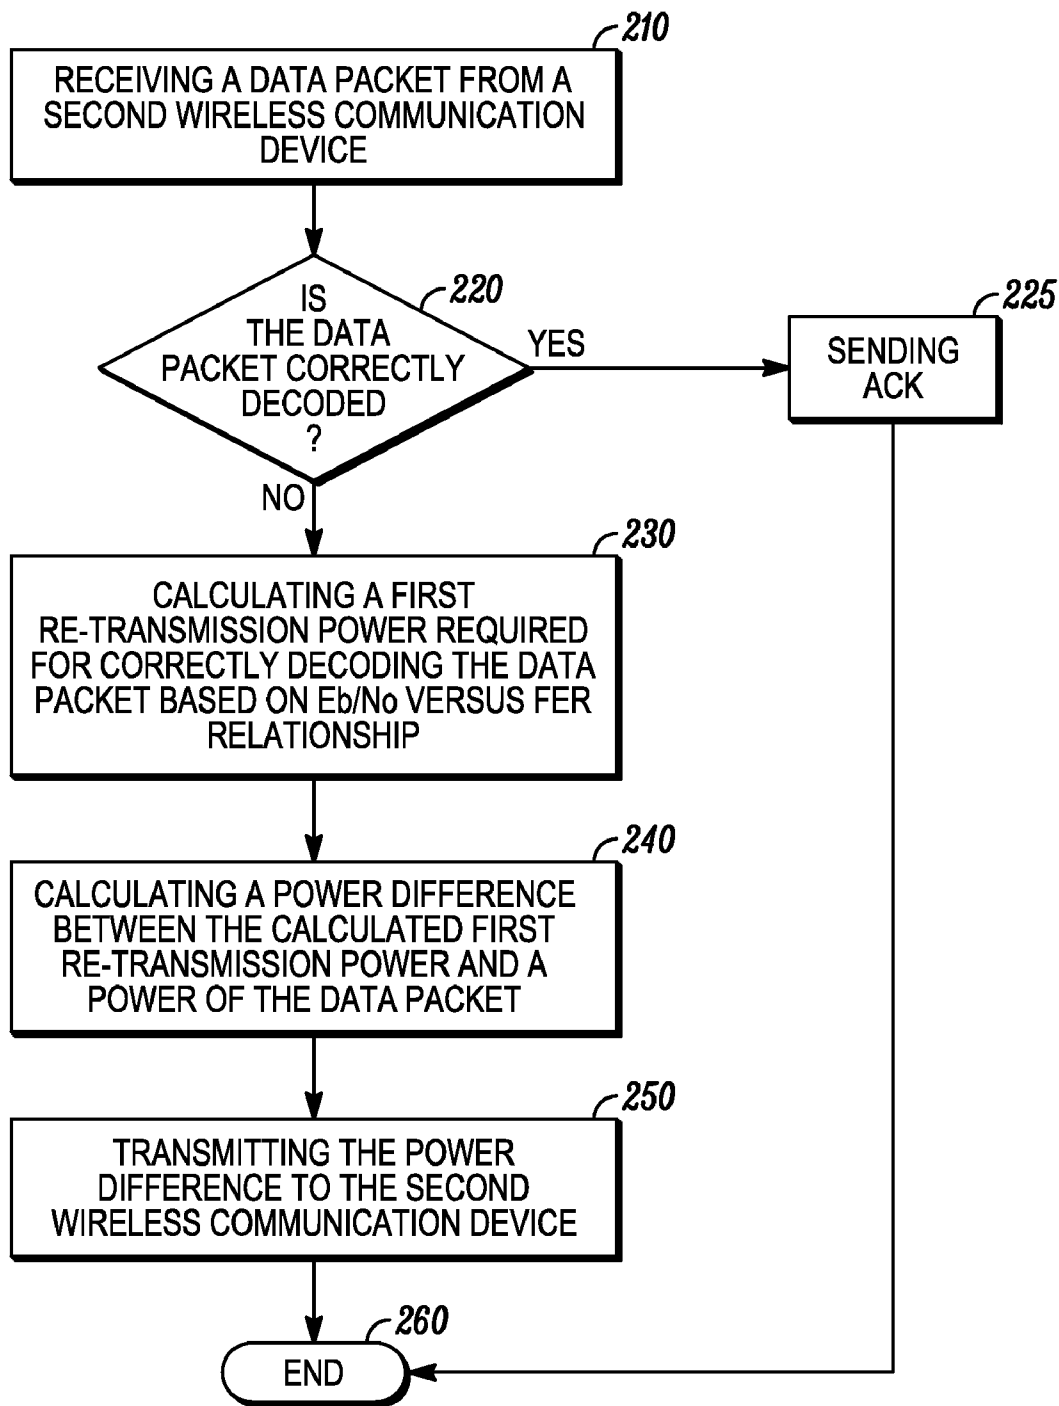 210
RECEIVING A DATA PACKET FROM A
SECOND WIRELESS COMMUNICATION
DEVICE
220
IS
THE DATA
PACKET CORRECTLY
DECODED
?
YES
225
SENDING
ACK
NO
230
CALCULATING A FIRST
RE-TRANSMISSION POWER REQUIRED
FOR CORRECTLY DECODING THE DATA
PACKET BASED ON Eb/No VERSUS FER
RELATIONSHIP
240
CALCULATING A POWER DIFFERENCE
BETWEEN THE CALCULATED FIRST
RE-TRANSMISSION POWER AND A
POWER OF THE DATA PACKET
250
TRANSMITTING THE POWER
DIFFERENCE TO THE SECOND
WIRELESS COMMUNICATION DEVICE
260
END